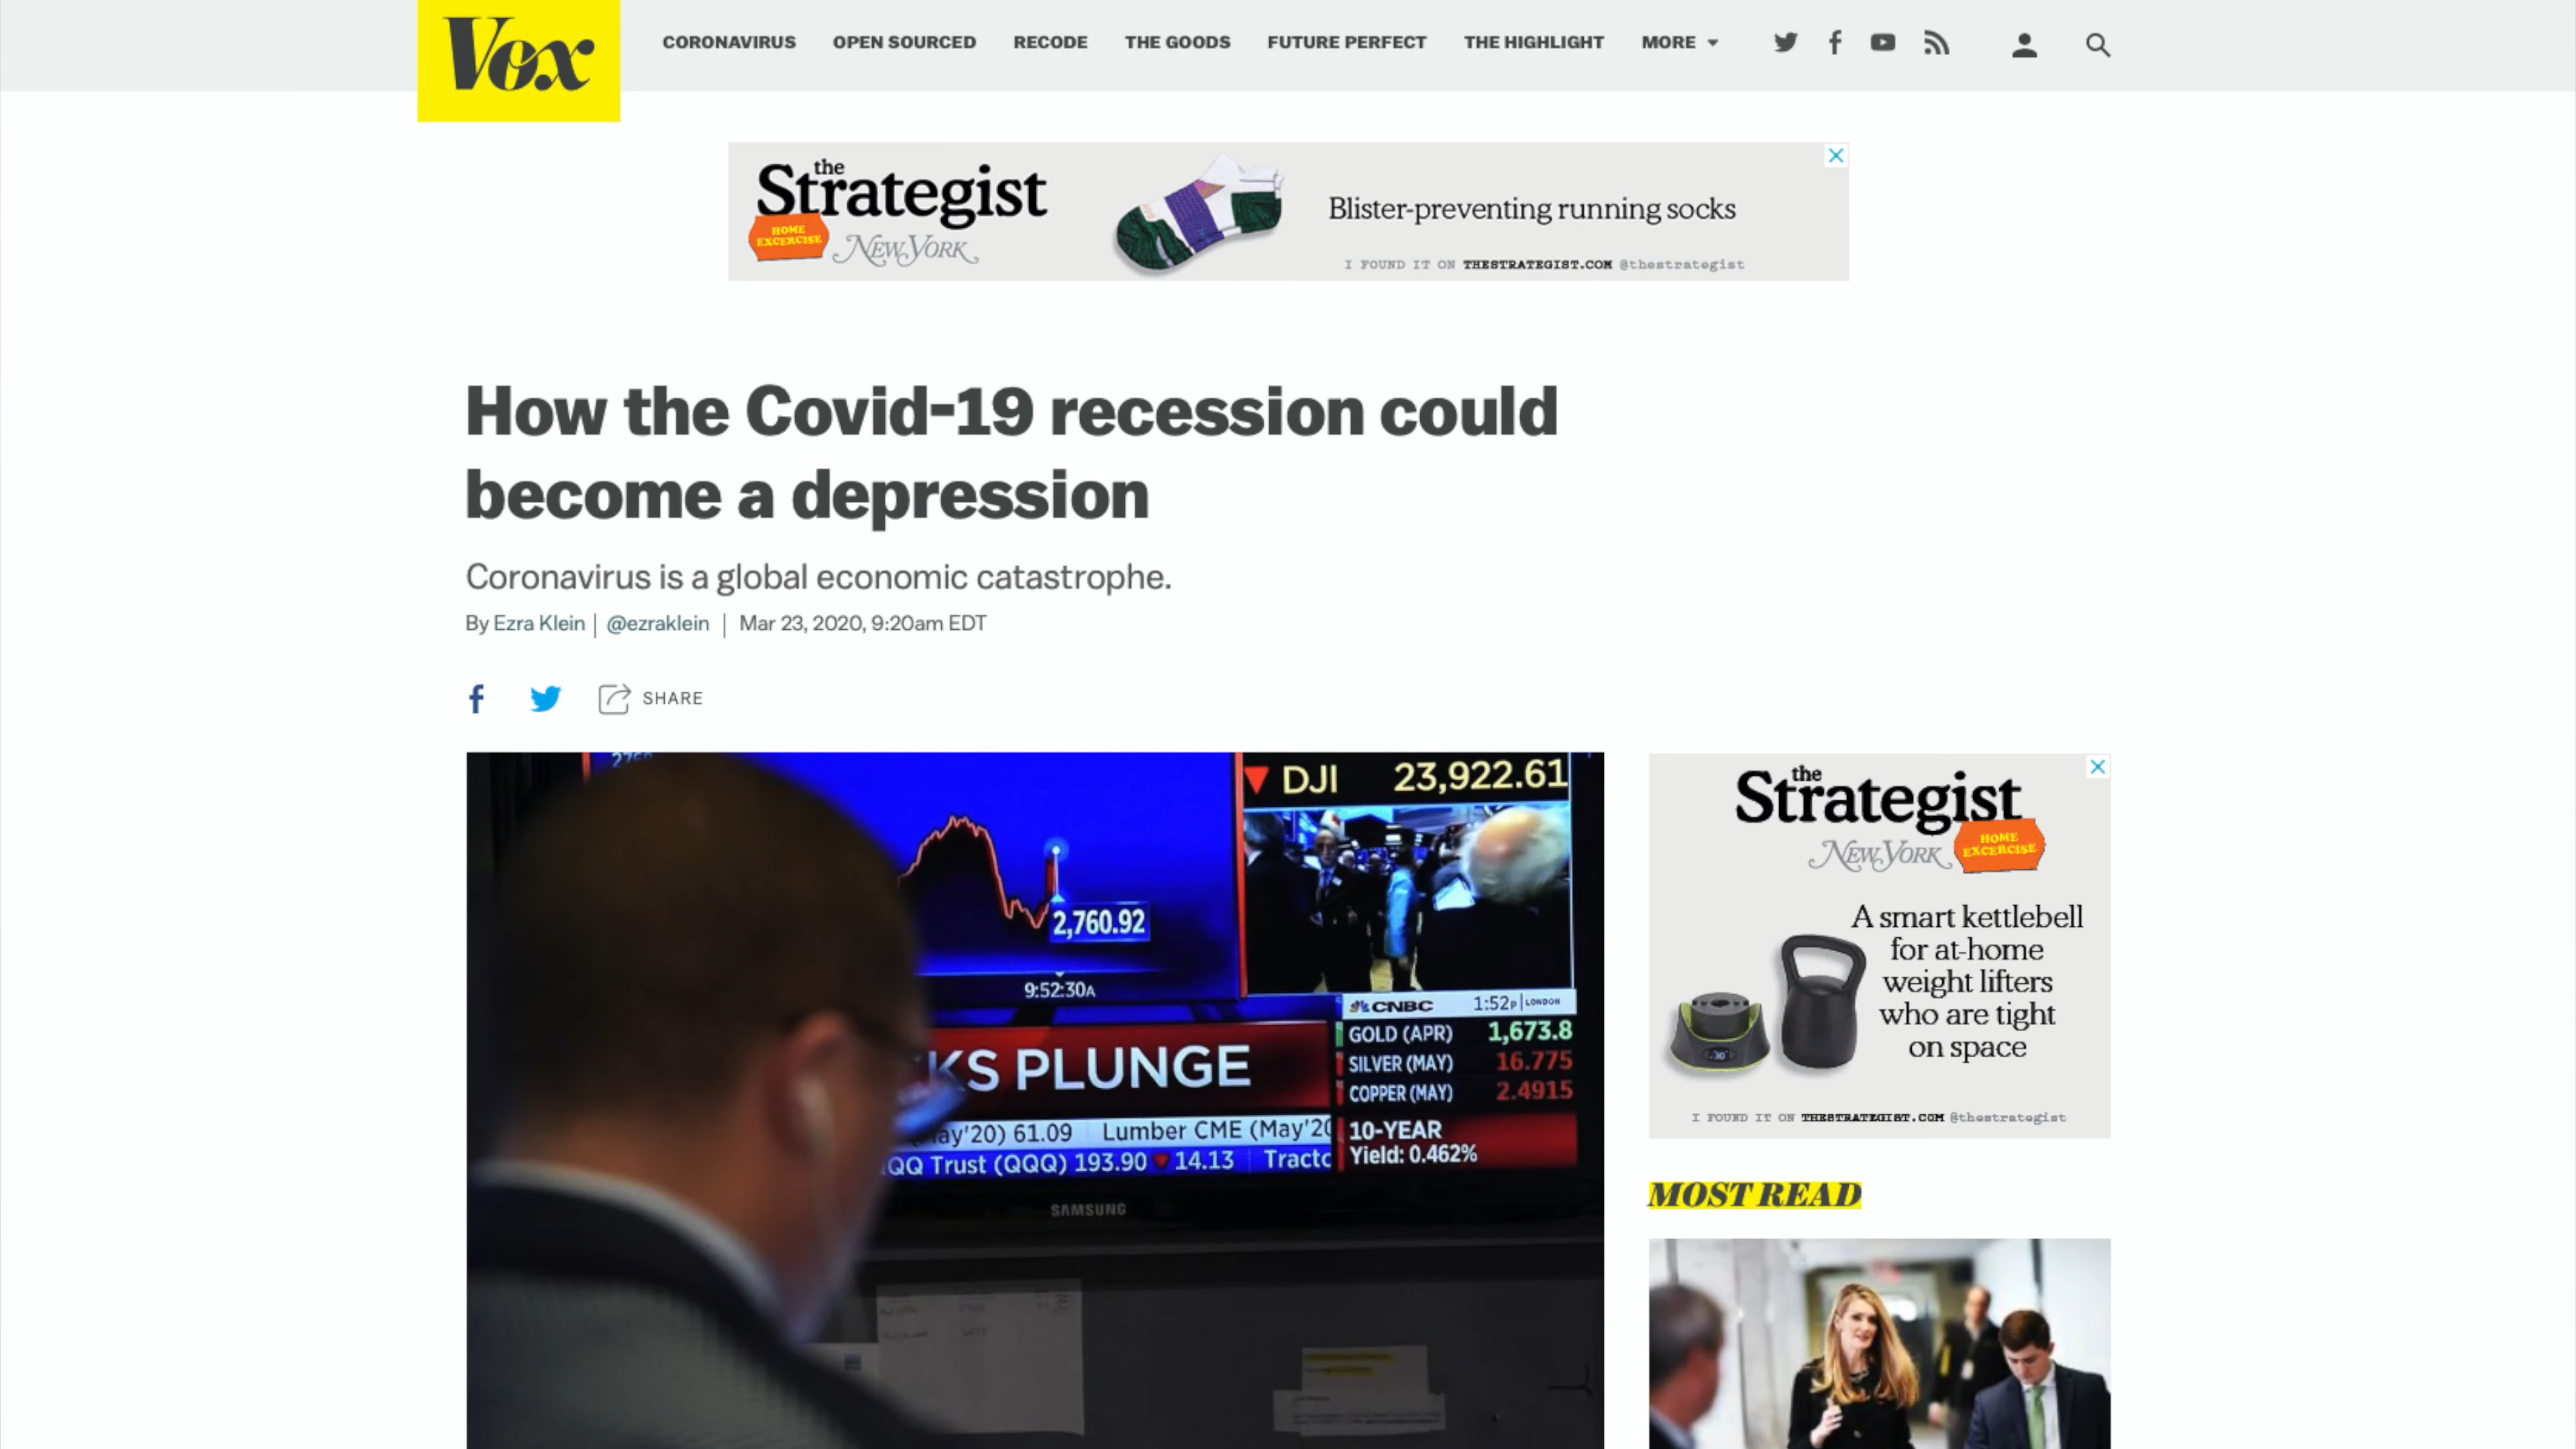 Vox
CORONAVIRUS OPEN SOURCED RECODE THE GOODS FUTURE PERFECT THE HIGHLIGHT MORE
the
Strategist
HOME
EXCERCISE
NEW YORK
Blister-preventing running socks
I FOUND IT ON THESTRATEGIST.COM @thestrategist
How the Covid-19 recession could
become a depression
Coronavirus is a global economic catastrophe.
By Ezra Klein | @ezraklein | Mar 23, 2020, 9:20am EDT
SHARE
DJI 23,922.61
2,760.92
9:52:30A
CNBC 1:52P | LONDON
GOLD (APR) 1,673.8
SILVER (MAY) 16.775
COPPER (MAY) 2.4915
KS PLUNGE
ay'20) 61.09 Lumber CME (May'20
10-YEAR
Yield: 0.462%
QQ Trust (QQQ) 193.90 14.13 Tractc
SAMSUNG
the
Strategist
NEW YORK
HOME
EXCERCISE
A smart kettlebell
for at-home
weight lifters
who are tight
on space
I FOUND IT ON THESTRATEGIST.COM @thestrategist
MOST READ